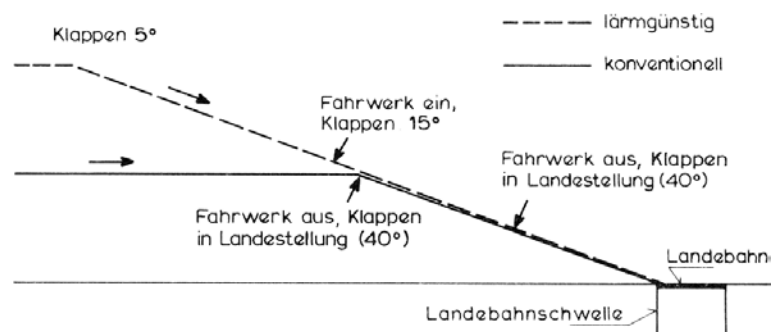 Klappen 5°
lärmgünstig
konventionell
Fahrwerk ein,
Klappen 15°
Fahrwerk aus, Klappen
in Landestellung (40°)
Fahrwerk aus, Klappen
in Landestellung (40°)
Landebahn
Landebahnschwelle